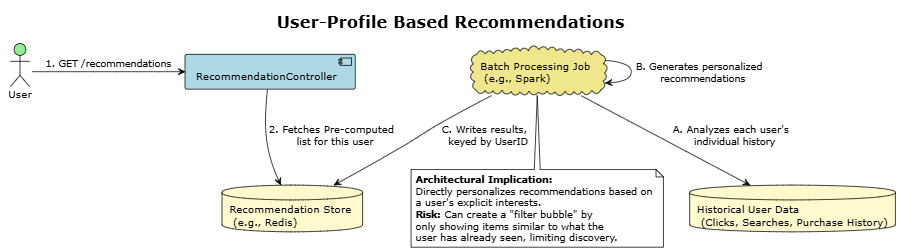 User-Profile Based Recommendations
User
1. GET /recommendations
RecommendationController
Batch Processing Job
(e.g., Spark)
B. Generates personalized
recommendations
2. Fetches Pre-computed
list for this user
C. Writes results,
keyed by UserID
A. Analyzes each user's
individual history
Recommendation Store
(e.g., Redis)
Architectural Implication:
Directly personalizes recommendations based on
a user's explicit interests.
Risk: Can create a "filter bubble" by
only showing items similar to what the
user has already seen, limiting discovery.
Historical User Data
(Clicks, Searches, Purchase History)